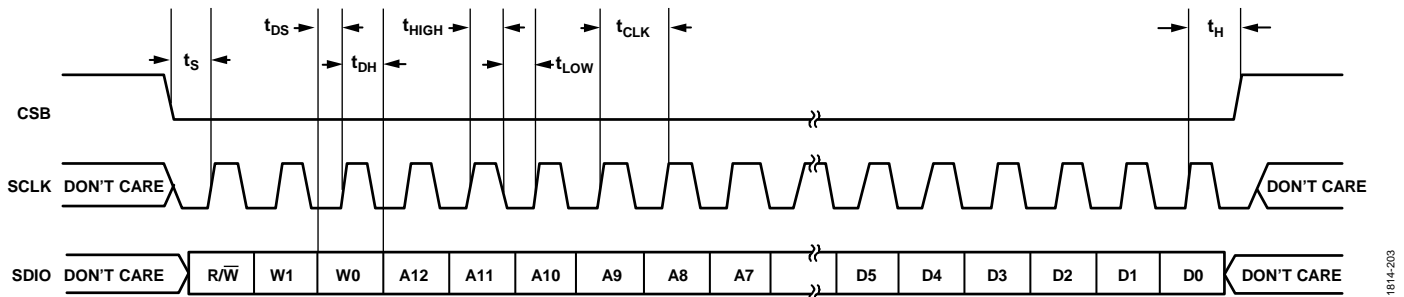 tDS tHIGH tCLK tH
tS tDH tLOW
CSB
SCLK DON'T CARE DON'T CARE
SDIO DON'T CARE R/W̅ W1 W0 A12 A11 A10 A9 A8 A7 D5 D4 D3 D2 D1 D0 DON'T CARE
1814-203